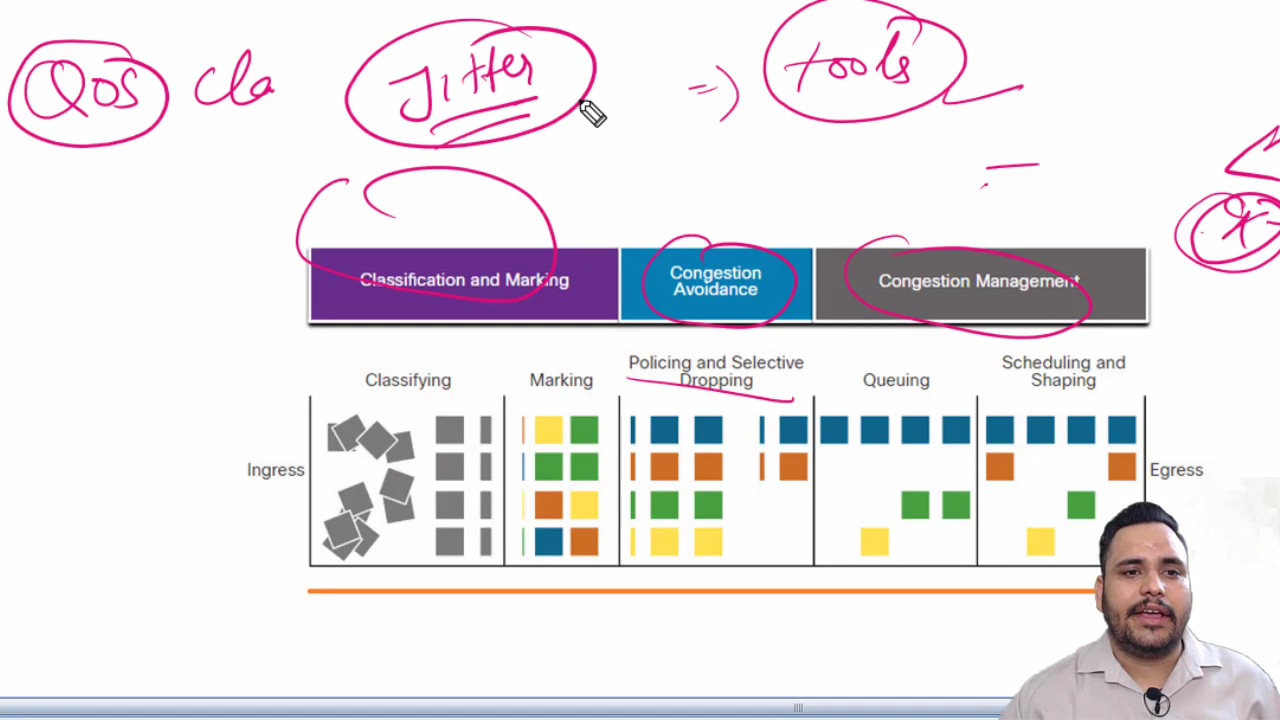 QoS Cla Jitter => tools
Classification and Marking
Congestion
Avoidance
Congestion Management
Classifying
Marking
Policing and Selective
Dropping
Queuing
Scheduling and
Shaping
Ingress
Egress